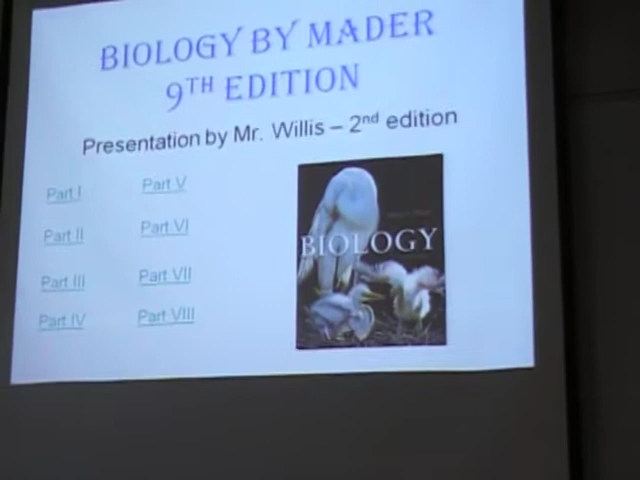 BIOLOGY BY MADER
9TH EDITION
Presentation by Mr. Willis – 2nd edition
Part I
Part II
Part III
Part IV
Part V
Part VI
Part VII
Part VIII
BIOLOGY